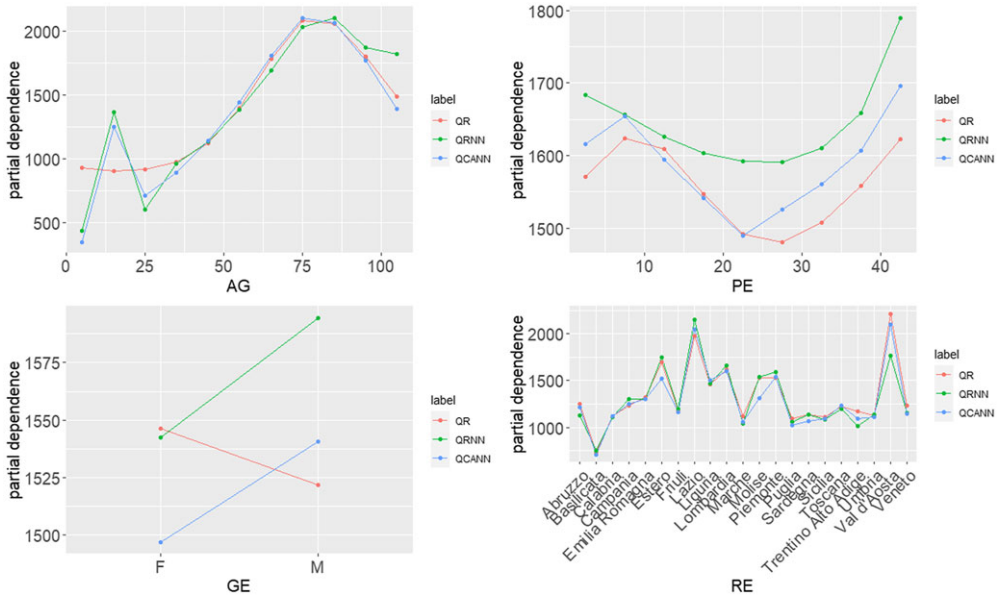 partial dependence
2000
1500
1000
500
0
25
50
75
100
AG
label
QR
QRNN
QCANN
partial dependence
1800
1700
1600
1500
10
20
30
40
PE
label
QR
QRNN
QCANN
partial dependence
1575
1550
1525
1500
F
M
GE
label
QR
QRNN
QCANN
partial dependence
2000
1500
1000
Abruzzo
Basilicata
Calabria
Campania
Emilia Romagna
Estero
Fruili
Lazio
Liguria
Lombardia
Marche
Molise
Piemonte
Puglia
Sardegna
Sicilia
Toscana
Trentino Alto Adige
Umbria
Val d'Aosta
Veneto
RE
label
QR
QRNN
QCANN